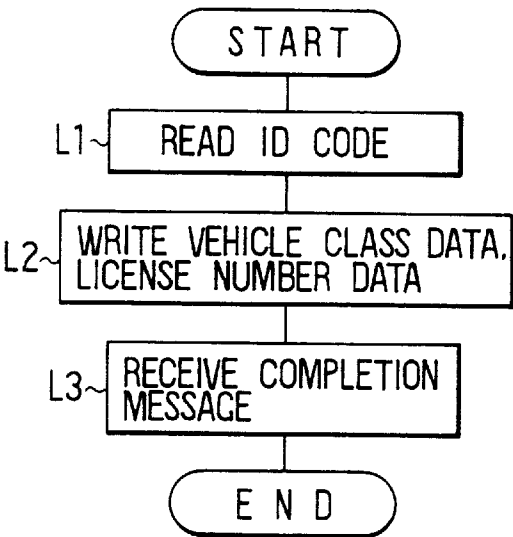 START
L1
READ ID CODE
L2
WRITE VEHICLE CLASS DATA,
LICENSE NUMBER DATA
L3
RECEIVE COMPLETION
MESSAGE
END